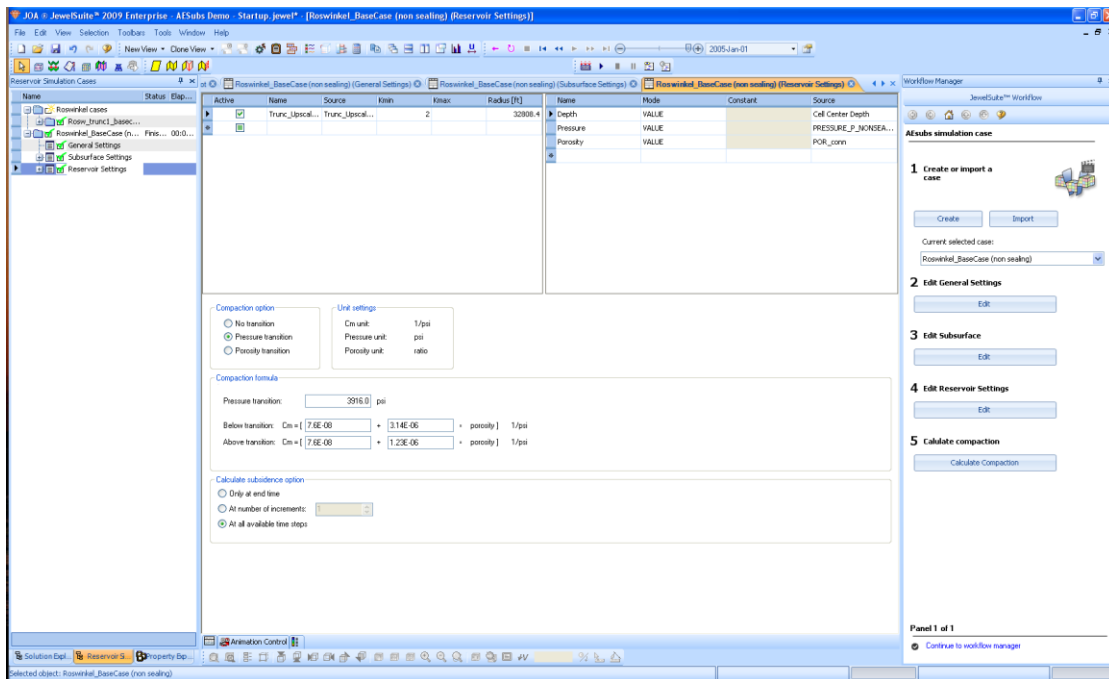 JOA ® JewelSuite™ 2009 Enterprise - AESubs Demo - Startup.jewel* - [Roswinkel_BaseCase (non sealing) (Reservoir Settings)]
File Edit View Selection Toolbars Tools Window Help
New View Clone View 2005-Jan-01
Reservoir Simulation Cases
Name Status Elap...
Roswinkel cases
Rosw_trunc1_basec...
Roswinkel_BaseCase (n... Finis... 00:0...
General Settings
Subsurface Settings
Reservoir Settings
Roswinkel_BaseCase (non sealing) (General Settings) Roswinkel_BaseCase (non sealing) (Subsurface Settings) Roswinkel_BaseCase (non sealing) (Reservoir Settings)
Active Name Source Kmin Kmax Radius [ft]
Trunc_Upscal... Trunc_Upscal... 2 32808.4
Name Mode Constant Source
Depth VALUE Cell Center Depth
Pressure VALUE PRESSURE_P_NONSEA...
Porosity VALUE POR_conn
Compaction option
No transition
Pressure transition
Porosity transition
Unit settings
Cm unit: 1/psi
Pressure unit: psi
Porosity unit: ratio
Compaction formula
Pressure transition: 3916.0 psi
Below transition: Cm = [ 7.6E-08 + 3.14E-06 * porosity ] 1/psi
Above transition: Cm = [ 7.6E-08 + 1.23E-06 * porosity ] 1/psi
Calculate subsidence option
Only at end time
At number of increments: 1
At all available time steps
Animation Control
Solution Expl... Reservoir S... Property Exp...
Selected object: Roswinkel_BaseCase (non sealing)
Workflow Manager
JewelSuite™ Workflow
AEsubs simulation case
1 Create or import a
case
Create Import
Current selected case:
Roswinkel_BaseCase (non sealing)
2 Edit General Settings
Edit
3 Edit Subsurface
Edit
4 Edit Reservoir Settings
Edit
5 Calulate compaction
Calculate Compaction
Panel 1 of 1
Continue to workflow manager